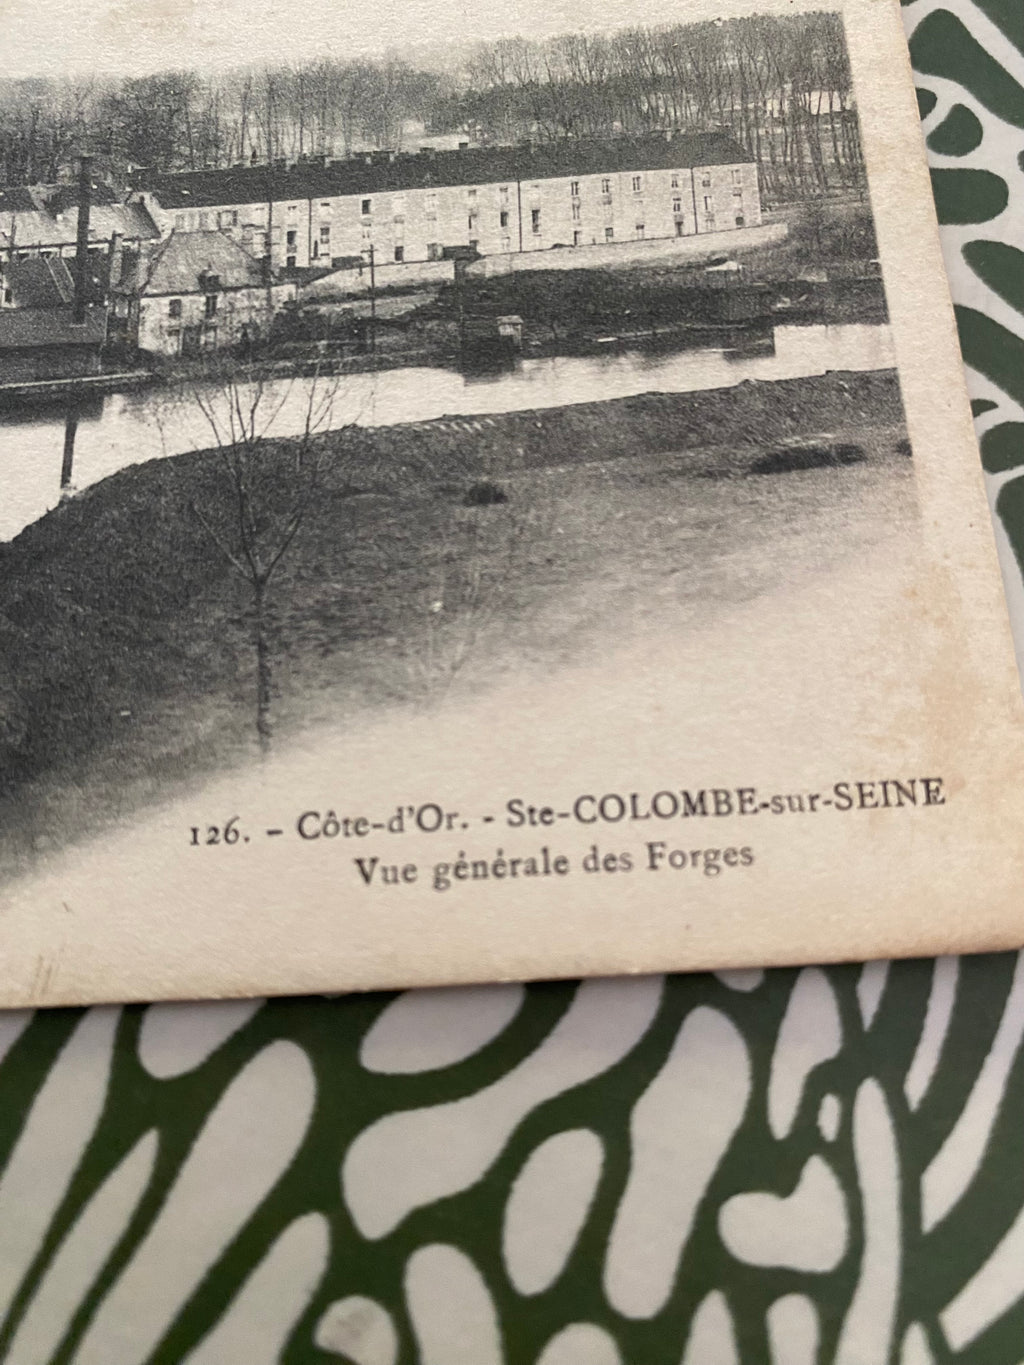 126. - Côte-d'Or. - Ste-COLOMBE-sur-SEINE
Vue générale des Forges